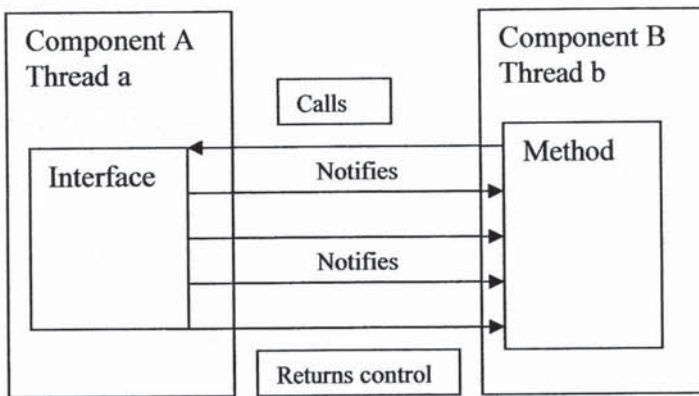 Component A
Thread a
Component B
Thread b
Calls
Interface
Method
Notifies
Notifies
Returns control